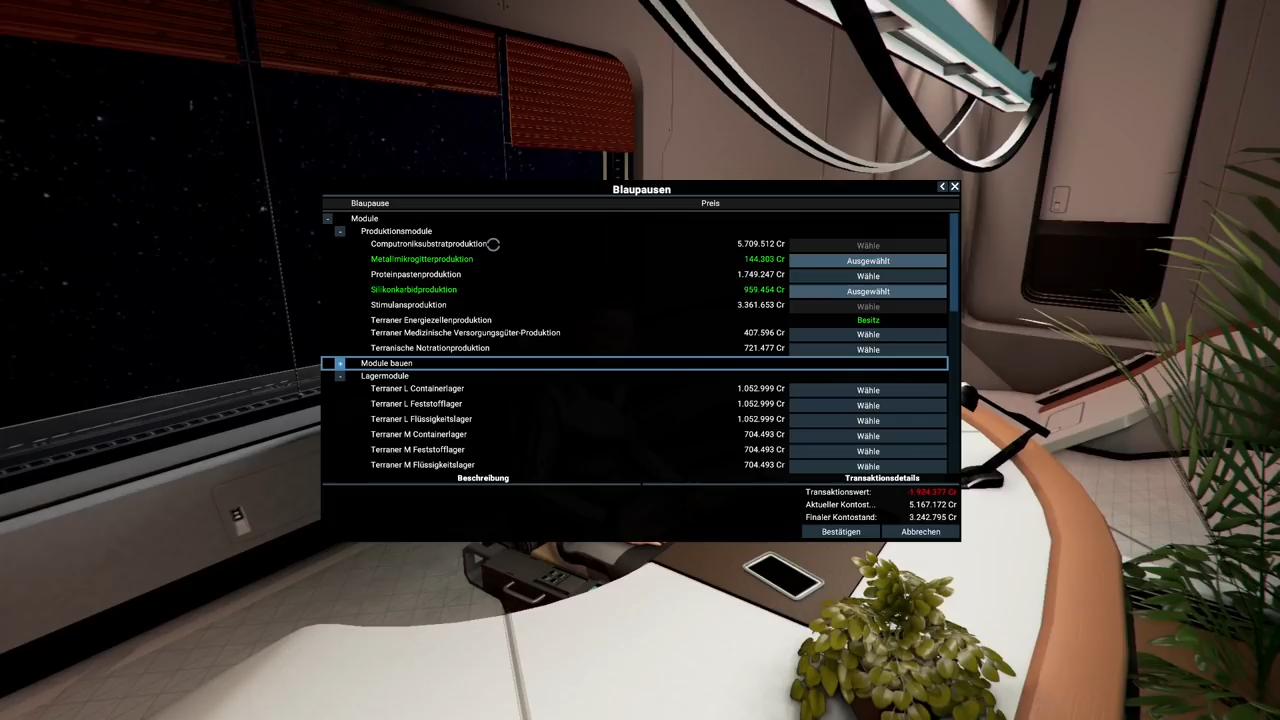 Blaupausen
Blaupause Preis
- Module
- Produktionsmodule
Computroniksubstratproduktion 5.709.512 Cr Wähle
Metallmikrogitterproduktion 144.303 Cr Ausgewählt
Proteinpastenproduktion 1.749.247 Cr Wähle
Silikonkarbidproduktion 959.454 Cr Ausgewählt
Stimulansproduktion 3.361.653 Cr Wähle
Terraner Energiezellenproduktion Besitz
Terraner Medizinische Versorgungsgüter-Produktion 407.596 Cr Wähle
Terranische Notrationproduktion 721.477 Cr Wähle
+ Module bauen
- Lagermodule
Terraner L Containerlager 1.052.999 Cr Wähle
Terraner L Feststofflager 1.052.999 Cr Wähle
Terraner L Flüssigkeitslager 1.052.999 Cr Wähle
Terraner M Containerlager 704.493 Cr Wähle
Terraner M Feststofflager 704.493 Cr Wähle
Terraner M Flüssigkeitslager 704.493 Cr Wähle
Beschreibung Transaktionsdetails
Transaktionswert: -1.924.377 Cr
Aktueller Kontost... 5.167.172 Cr
Finaler Kontostand: 3.242.795 Cr
Bestätigen Abbrechen